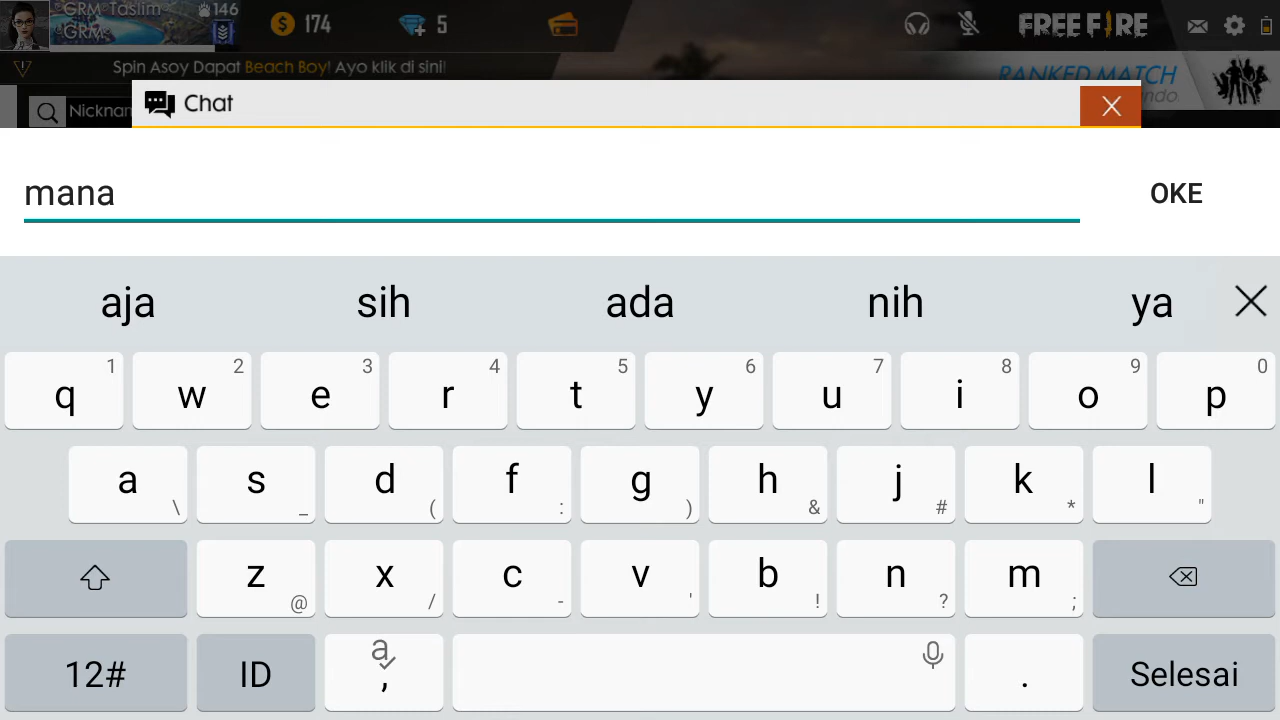 GRM Taslim 146
GRM
174
5
FREE FIRE
Spin Asoy Dapat Beach Boy! Ayo klik di sini!
RANKED MATCH
Chat
mana
OKE
aja sih ada nih ya
q 1 w 2 e 3 r 4 t 5 y 6 u 7 i 8 o 9 p 0
a \ s _ d ( f : g ) h & j # k * l "
z @ x / c - v ' b ! n ? m ;
12# ID a , . Selesai